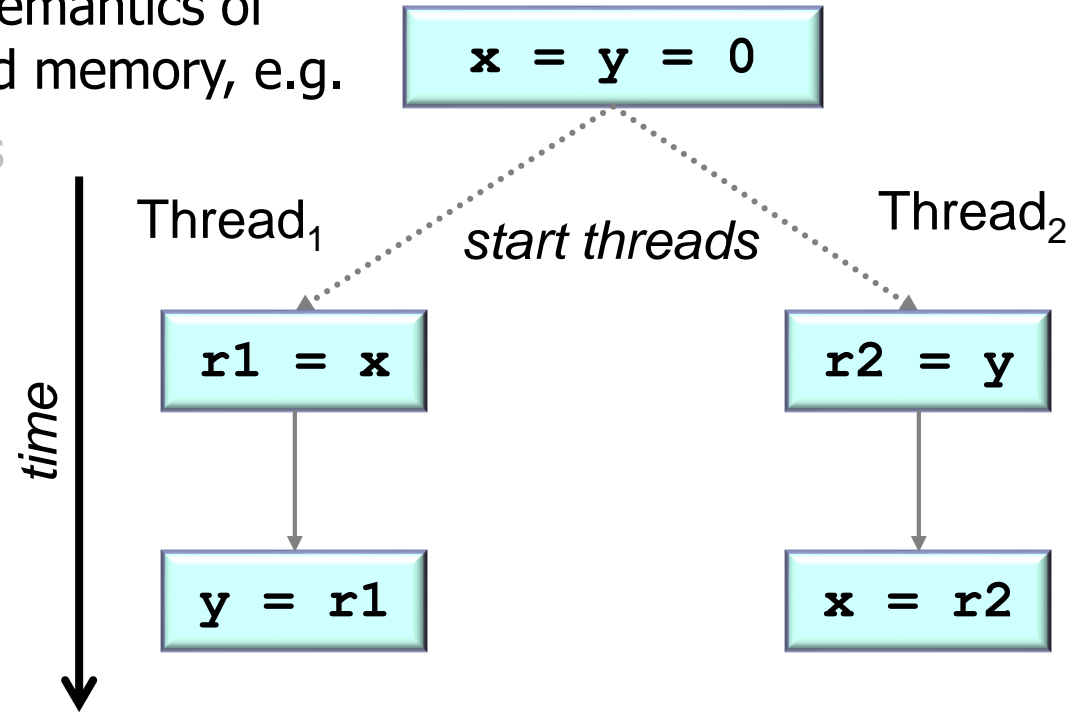 emantics of
d memory, e.g.
s
x = y = 0
Thread1
start threads
Thread2
r1 = x
r2 = y
time
y = r1
x = r2